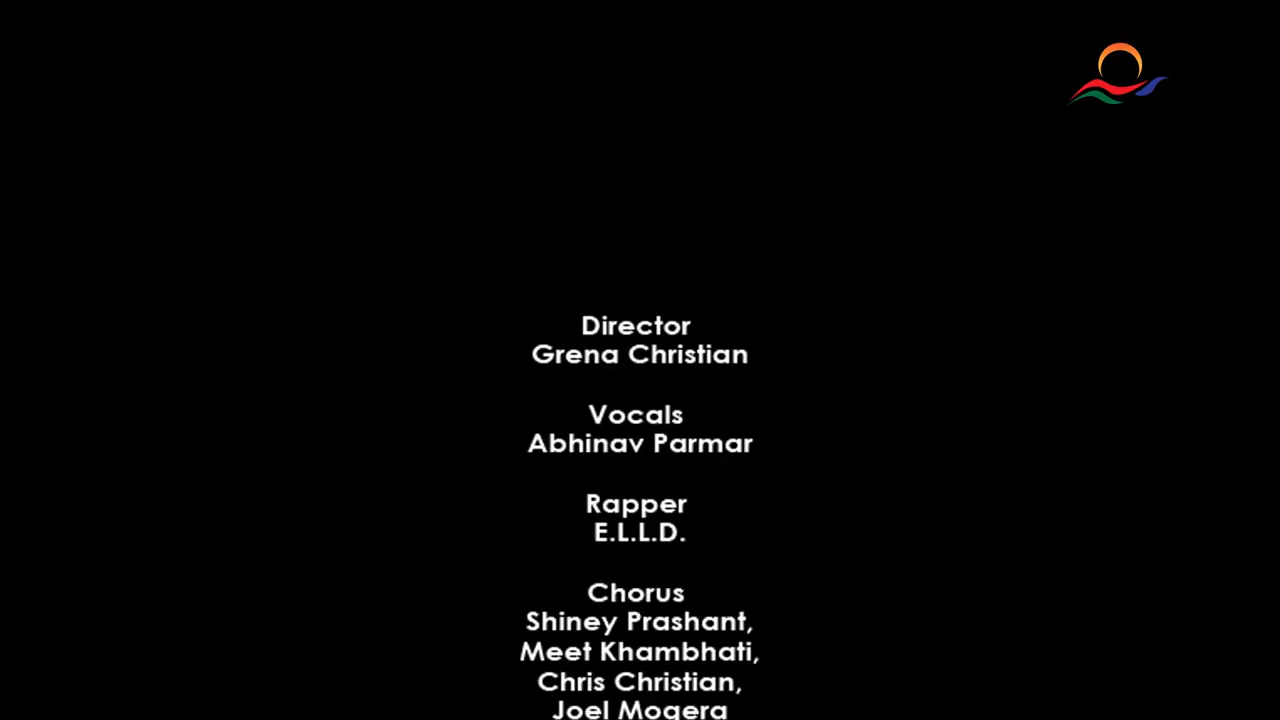 Director
Grena Christian
Vocals
Abhinav Parmar
Rapper
E.L.L.D.
Chorus
Shiney Prashant,
Meet Khambhati,
Chris Christian,
Joel Mogera